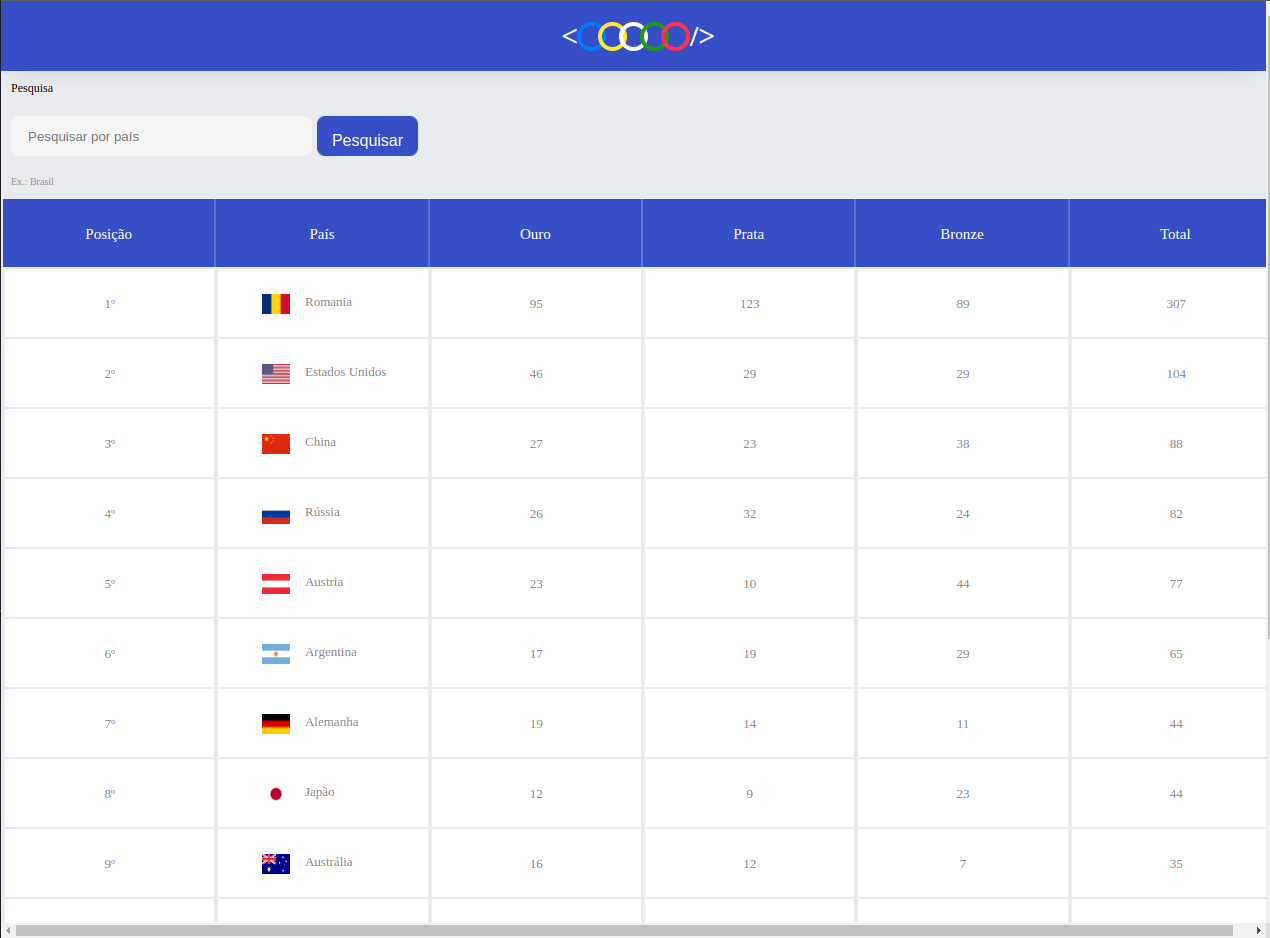 < />
Pesquisa
Pesquisar por país Pesquisar
Ex.: Brasil
Posição País Ouro Prata Bronze Total
1º Romania 95 123 89 307
2º Estados Unidos 46 29 29 104
3º China 27 23 38 88
4º Rússia 26 32 24 82
5º Austria 23 10 44 77
6º Argentina 17 19 29 65
7º Alemanha 19 14 11 44
8º Japão 12 9 23 44
9º Austrália 16 12 7 35